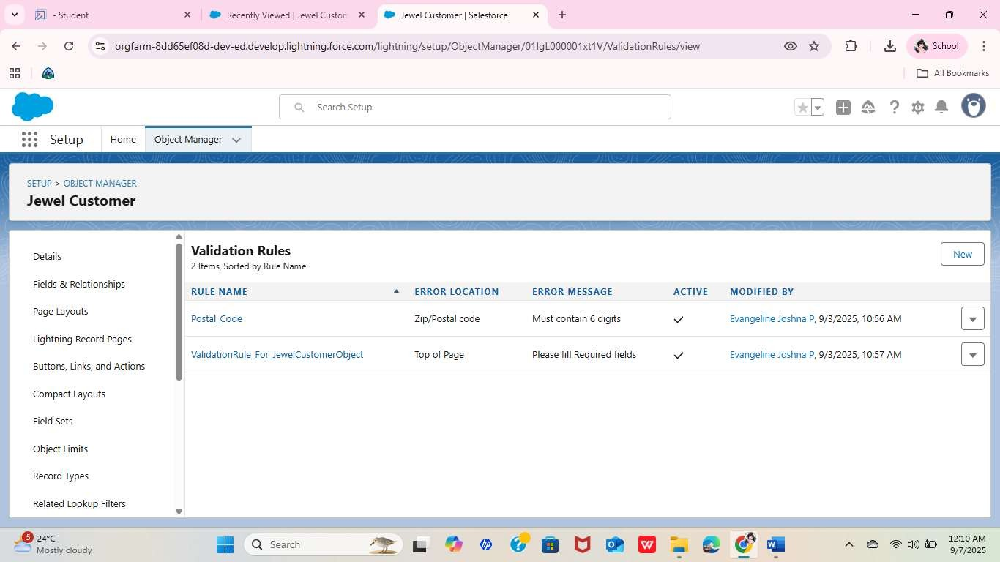 - Student
Recently Viewed | Jewel Custom
Jewel Customer | Salesforce
orgfarm-8dd65ef08d-dev-ed.develop.lightning.force.com/lightning/setup/ObjectManager/01IgL000001xt1V/ValidationRules/view
School
All Bookmarks
Search Setup
Setup
Home
Object Manager
SETUP > OBJECT MANAGER
Jewel Customer
Details
Fields & Relationships
Page Layouts
Lightning Record Pages
Buttons, Links, and Actions
Compact Layouts
Field Sets
Object Limits
Record Types
Related Lookup Filters
Validation Rules
2 Items, Sorted by Rule Name
New
RULE NAME ERROR LOCATION ERROR MESSAGE ACTIVE MODIFIED BY
Postal_Code Zip/Postal code Must contain 6 digits Evangeline Joshna P, 9/3/2025, 10:56 AM
ValidationRule_For_JewelCustomerObject Top of Page Please fill Required fields Evangeline Joshna P, 9/3/2025, 10:57 AM
5
24°C
Mostly cloudy
Search
12:10 AM
9/7/2025